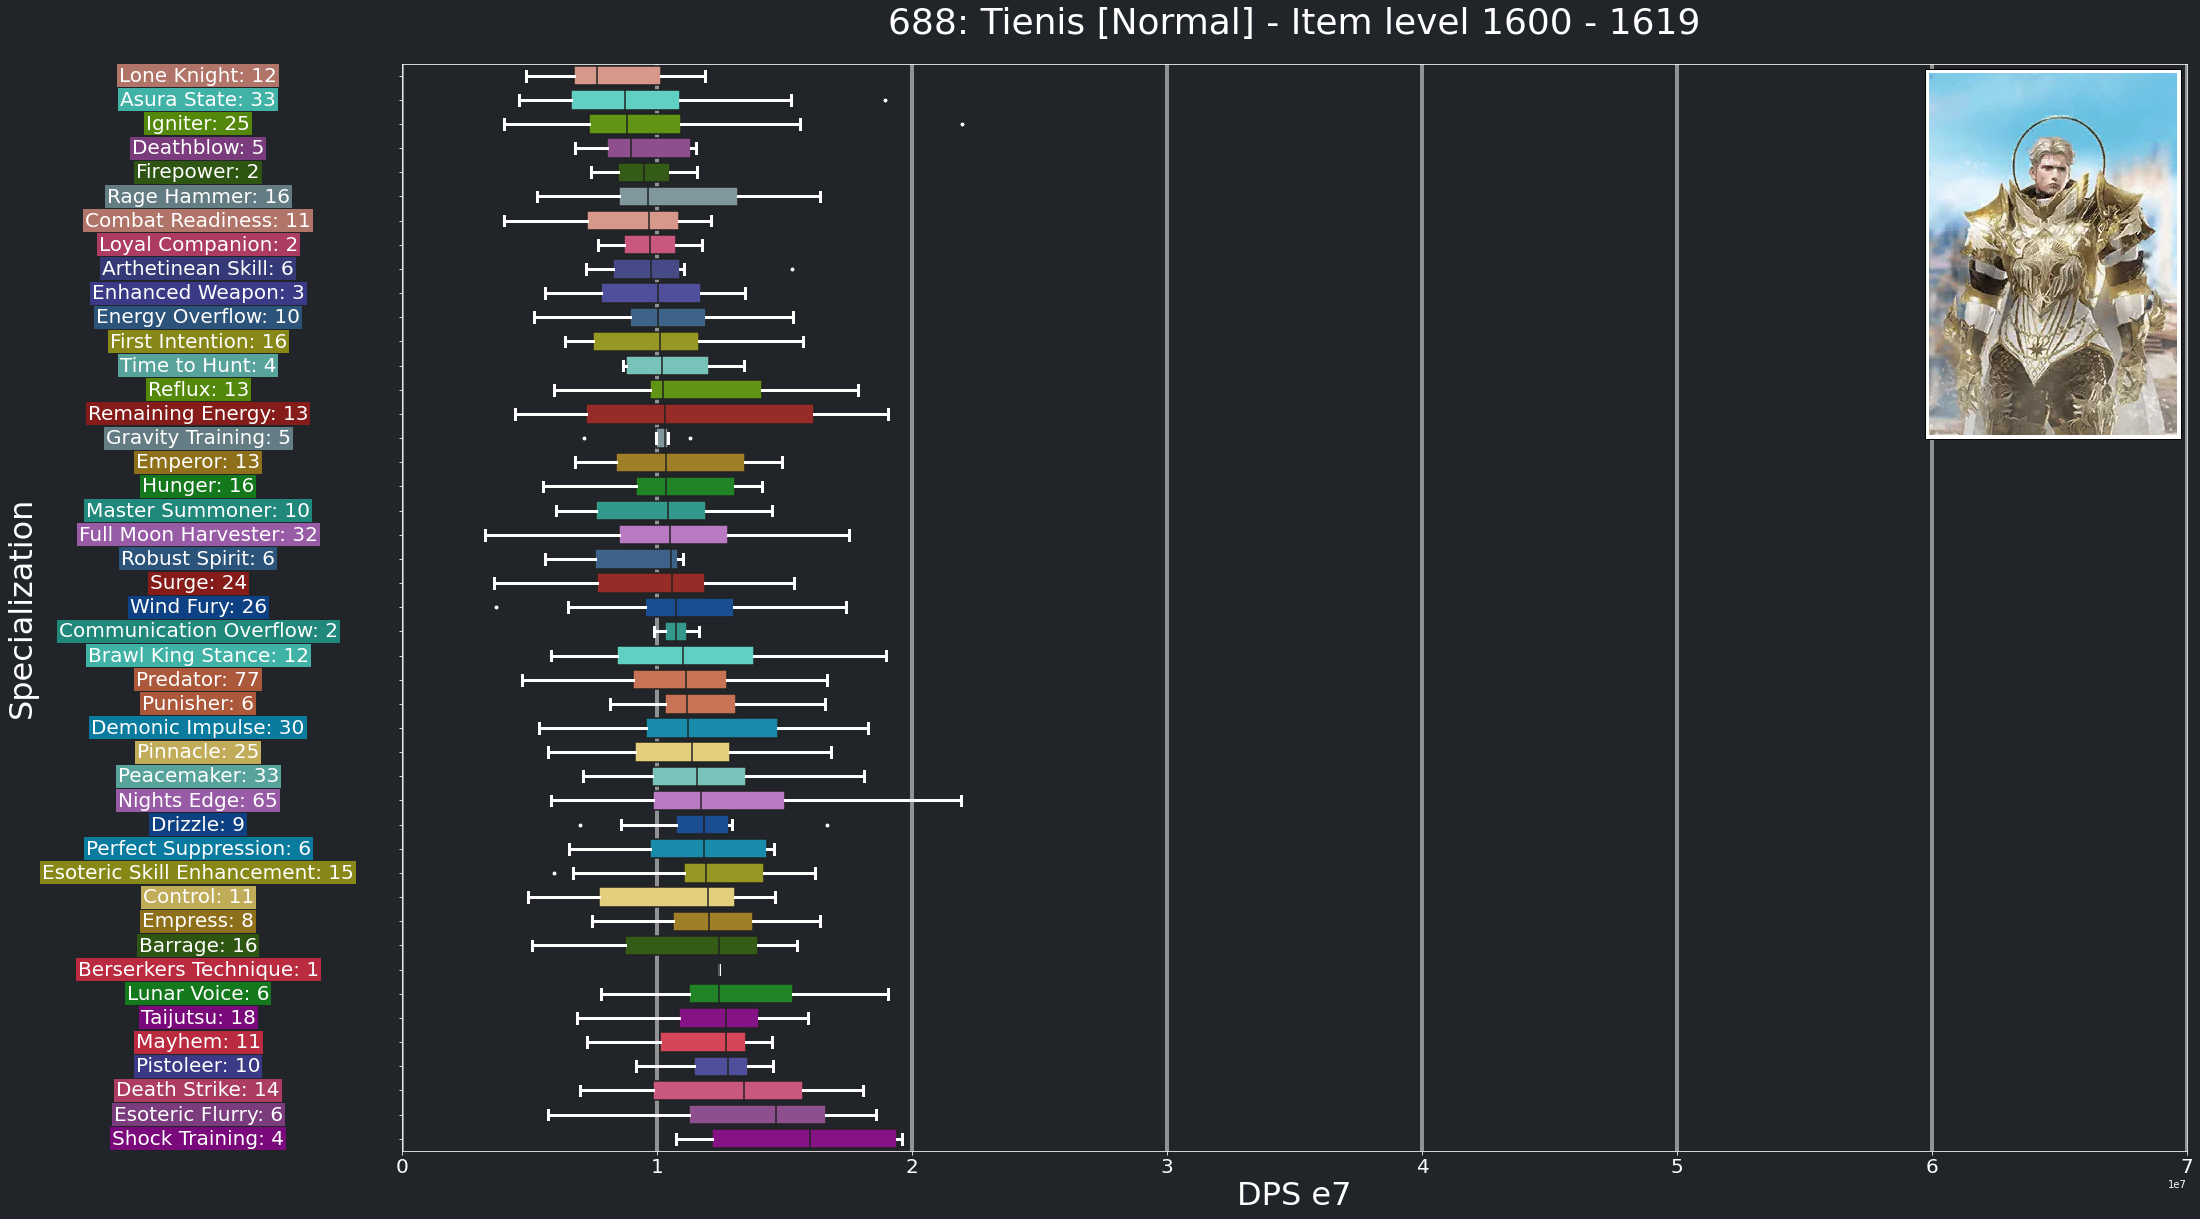 688: Tienis [Normal] - Item level 1600 - 1619
Specialization
Lone Knight: 12
Asura State: 33
Igniter: 25
Deathblow: 5
Firepower: 2
Rage Hammer: 16
Combat Readiness: 11
Loyal Companion: 2
Arthetinean Skill: 6
Enhanced Weapon: 3
Energy Overflow: 10
First Intention: 16
Time to Hunt: 4
Reflux: 13
Remaining Energy: 13
Gravity Training: 5
Emperor: 13
Hunger: 16
Master Summoner: 10
Full Moon Harvester: 32
Robust Spirit: 6
Surge: 24
Wind Fury: 26
Communication Overflow: 2
Brawl King Stance: 12
Predator: 77
Punisher: 6
Demonic Impulse: 30
Pinnacle: 25
Peacemaker: 33
Nights Edge: 65
Drizzle: 9
Perfect Suppression: 6
Esoteric Skill Enhancement: 15
Control: 11
Empress: 8
Barrage: 16
Berserkers Technique: 1
Lunar Voice: 6
Taijutsu: 18
Mayhem: 11
Pistoleer: 10
Death Strike: 14
Esoteric Flurry: 6
Shock Training: 4
0 1 2 3 4 5 6 7
1e7
DPS e7